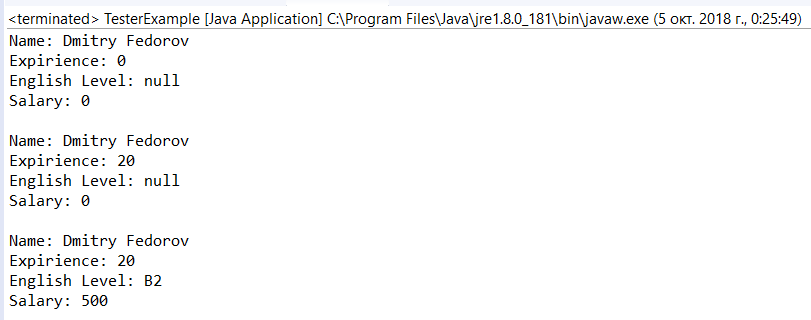 <terminated> TesterExample [Java Application] C:\Program Files\Java\jre1.8.0_181\bin\javaw.exe (5 окт. 2018 г., 0:25:49)
Name: Dmitry Fedorov
Expirience: 0
English Level: null
Salary: 0
Name: Dmitry Fedorov
Expirience: 20
English Level: null
Salary: 0
Name: Dmitry Fedorov
Expirience: 20
English Level: B2
Salary: 500